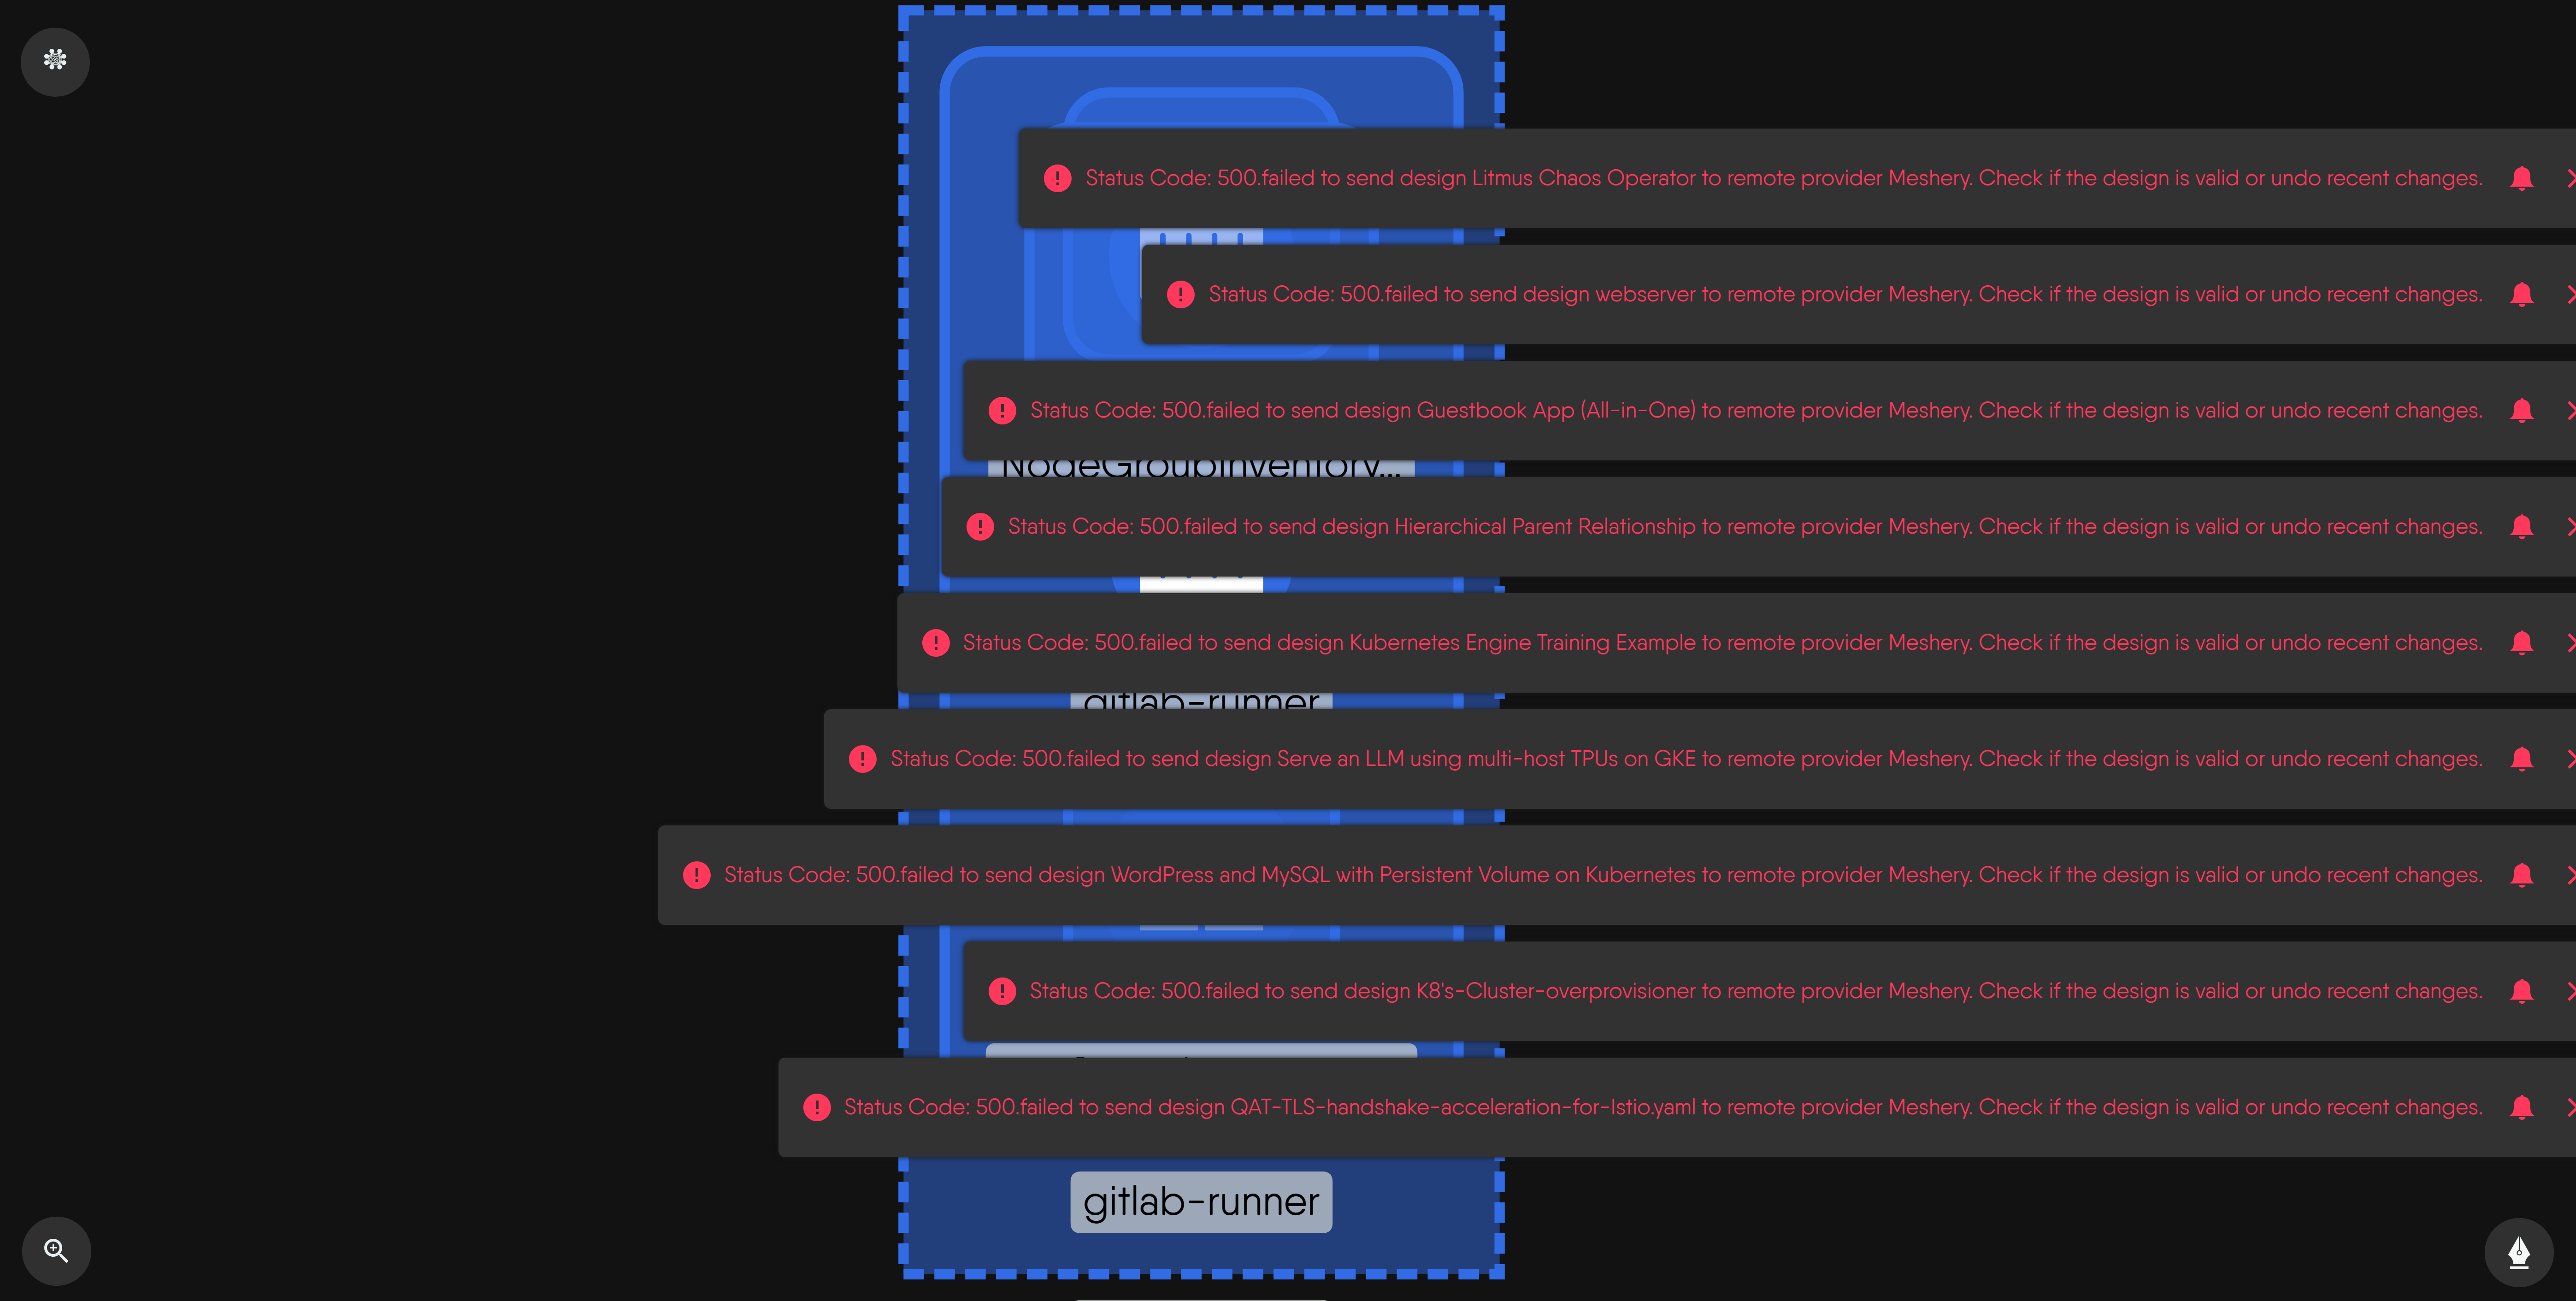 Status Code: 500.failed to send design Litmus Chaos Operator to remote provider Meshery. Check if the design is valid or undo recent changes.
Status Code: 500.failed to send design webserver to remote provider Meshery. Check if the design is valid or undo recent changes.
Status Code: 500.failed to send design Guestbook App (All-in-One) to remote provider Meshery. Check if the design is valid or undo recent changes.
NodeGroupInventory...
Status Code: 500.failed to send design Hierarchical Parent Relationship to remote provider Meshery. Check if the design is valid or undo recent changes.
Status Code: 500.failed to send design Kubernetes Engine Training Example to remote provider Meshery. Check if the design is valid or undo recent changes.
gitlab-runner
Status Code: 500.failed to send design Serve an LLM using multi-host TPUs on GKE to remote provider Meshery. Check if the design is valid or undo recent changes.
Status Code: 500.failed to send design WordPress and MySQL with Persistent Volume on Kubernetes to remote provider Meshery. Check if the design is valid or undo recent changes.
Status Code: 500.failed to send design K8's-Cluster-overprovisioner to remote provider Meshery. Check if the design is valid or undo recent changes.
Status Code: 500.failed to send design QAT-TLS-handshake-acceleration-for-Istio.yaml to remote provider Meshery. Check if the design is valid or undo recent changes.
gitlab-runner